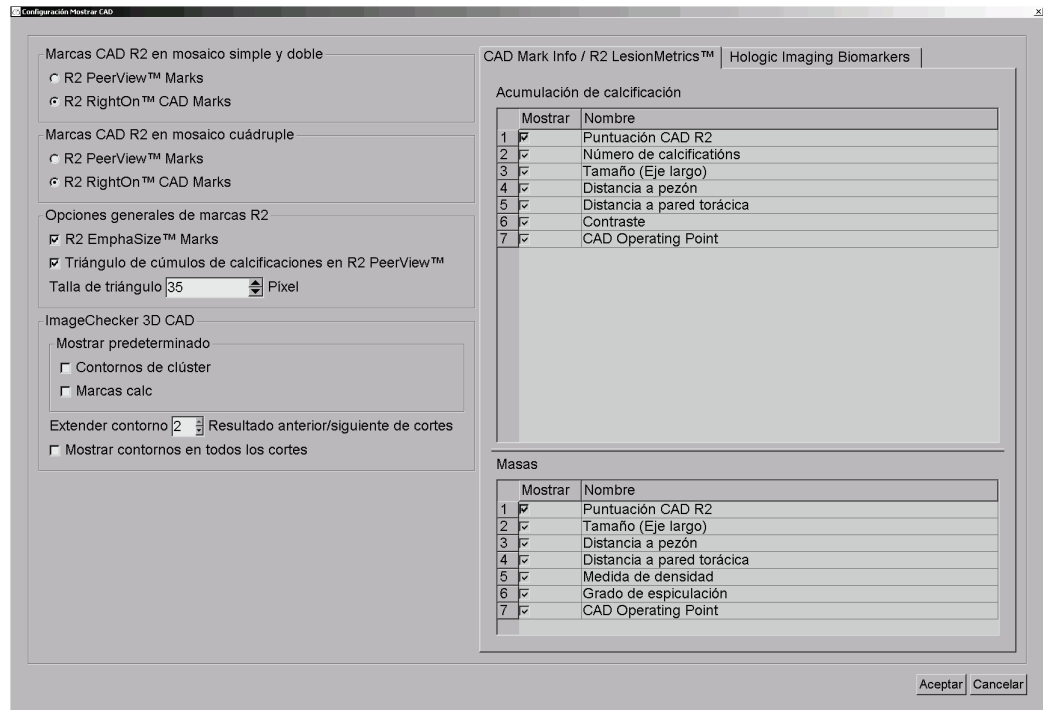 Configuración Mostrar CAD
Marcas CAD R2 en mosaico simple y doble
R2 PeerView™ Marks
R2 RightOn™ CAD Marks
Marcas CAD R2 en mosaico cuádruple
R2 PeerView™ Marks
R2 RightOn™ CAD Marks
Opciones generales de marcas R2
R2 EmphaSize™ Marks
Triángulo de cúmulos de calcificaciones en R2 PeerView™
Talla de triángulo 35 Píxel
ImageChecker 3D CAD
Mostrar predeterminado
Contornos de clúster
Marcas calc
Extender contorno 2 Resultado anterior/siguiente de cortes
Mostrar contornos en todos los cortes
CAD Mark Info / R2 LesionMetrics™ Hologic Imaging Biomarkers
Acumulación de calcificación
Mostrar Nombre
1 Puntuación CAD R2
2 Número de calcificatións
3 Tamaño (Eje largo)
4 Distancia a pezón
5 Distancia a pared torácica
6 Contraste
7 CAD Operating Point
Masas
Mostrar Nombre
1 Puntuación CAD R2
2 Tamaño (Eje largo)
3 Distancia a pezón
4 Distancia a pared torácica
5 Medida de densidad
6 Grado de espiculación
7 CAD Operating Point
Aceptar Cancelar